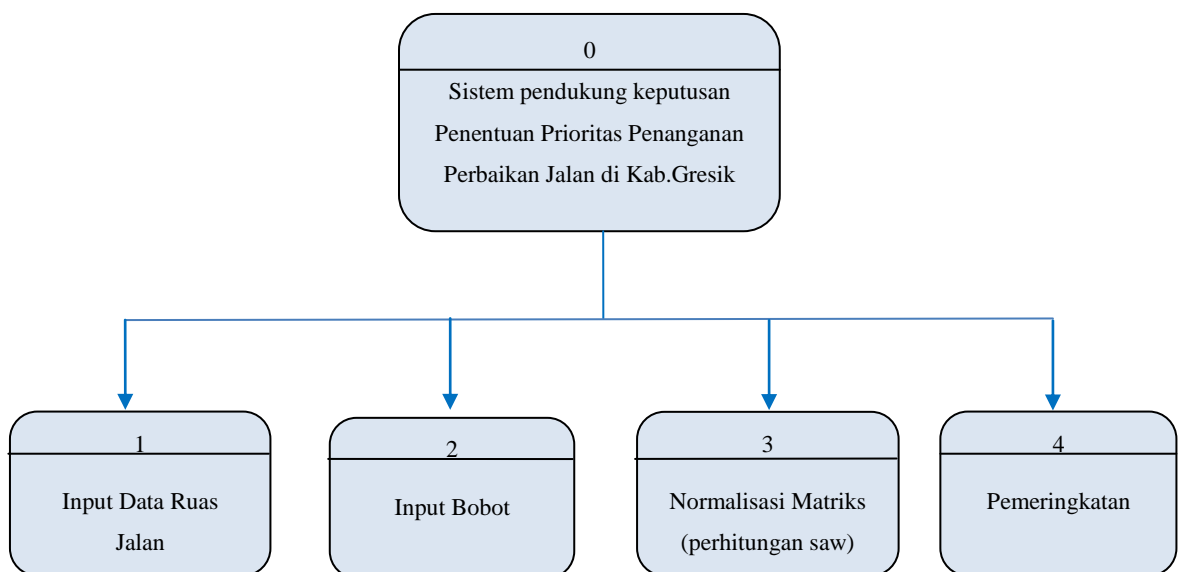 0
Sistem pendukung keputusan
Penentuan Prioritas Penanganan
Perbaikan Jalan di Kab.Gresik
1
Input Data Ruas
Jalan
2
Input Bobot
3
Normalisasi Matriks
(perhitungan saw)
4
Pemeringkatan